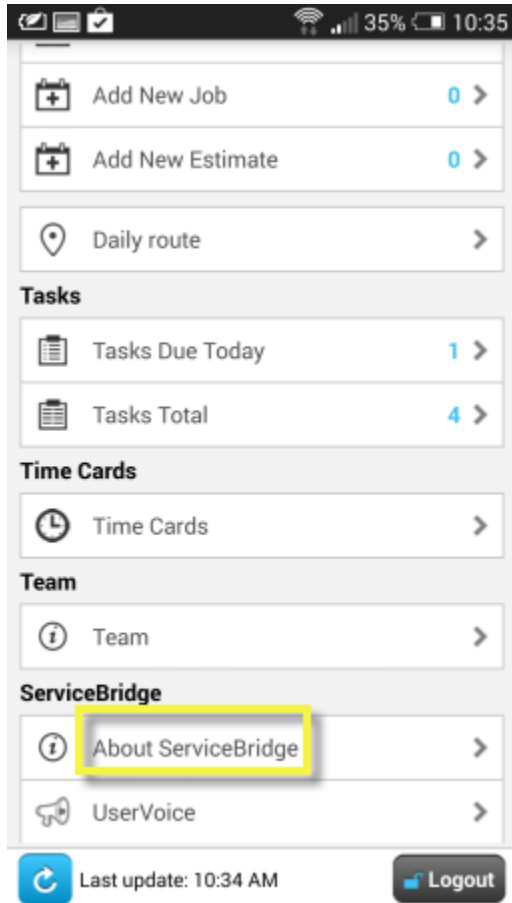 35% 10:35
Add New Job 0
Add New Estimate 0
Daily route
Tasks
Tasks Due Today 1
Tasks Total 4
Time Cards
Time Cards
Team
Team
ServiceBridge
About ServiceBridge
UserVoice
Last update: 10:34 AM Logout